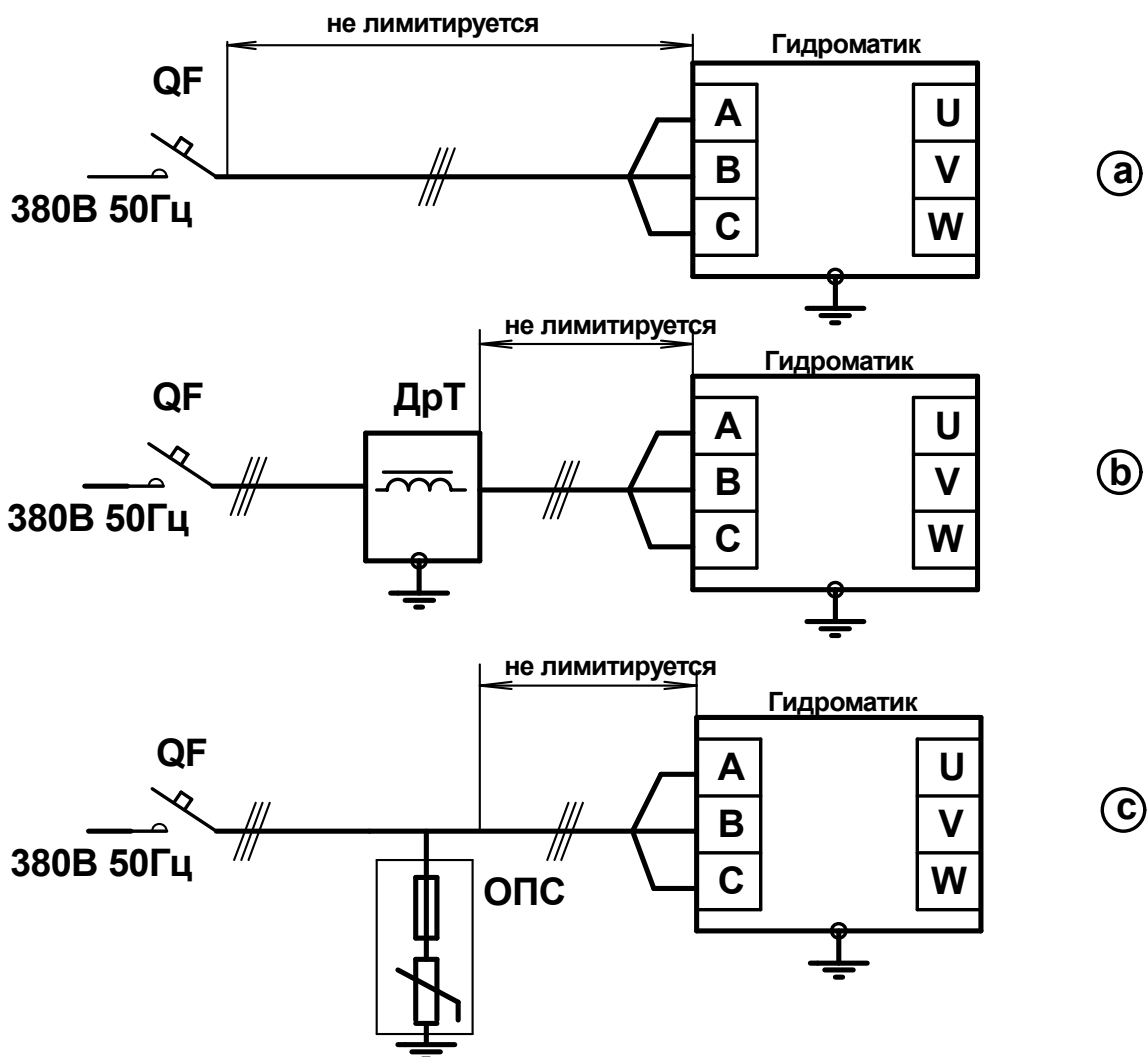 не лимитируется
Гидроматик
QF
A
U
B
V
C
W
380В 50Гц
a
не лимитируется
Гидроматик
QF
ДрТ
A
U
B
V
C
W
380В 50Гц
b
не лимитируется
Гидроматик
QF
A
U
B
V
C
W
380В 50Гц
ОПС
c